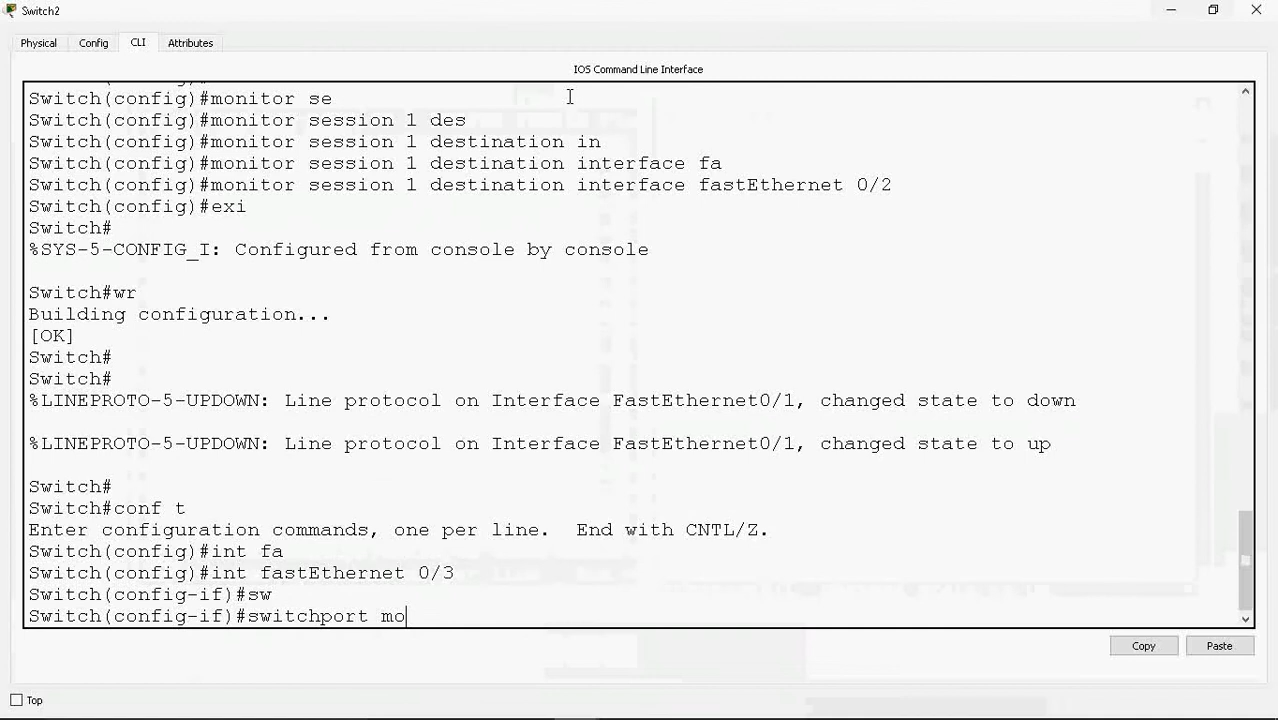 Switch2
Physical Config CLI Attributes
IOS Command Line Interface
Switch(config)#monitor se
Switch(config)#monitor session 1 des
Switch(config)#monitor session 1 destination in
Switch(config)#monitor session 1 destination interface fa
Switch(config)#monitor session 1 destination interface fastEthernet 0/2
Switch(config)#exi
Switch#
%SYS-5-CONFIG_I: Configured from console by console
Switch#wr
Building configuration...
[OK]
Switch#
Switch#
%LINEPROTO-5-UPDOWN: Line protocol on Interface FastEthernet0/1, changed state to down
%LINEPROTO-5-UPDOWN: Line protocol on Interface FastEthernet0/1, changed state to up
Switch#
Switch#conf t
Enter configuration commands, one per line.  End with CNTL/Z.
Switch(config)#int fa
Switch(config)#int fastEthernet 0/3
Switch(config-if)#sw
Switch(config-if)#switchport mo
Copy Paste
Top